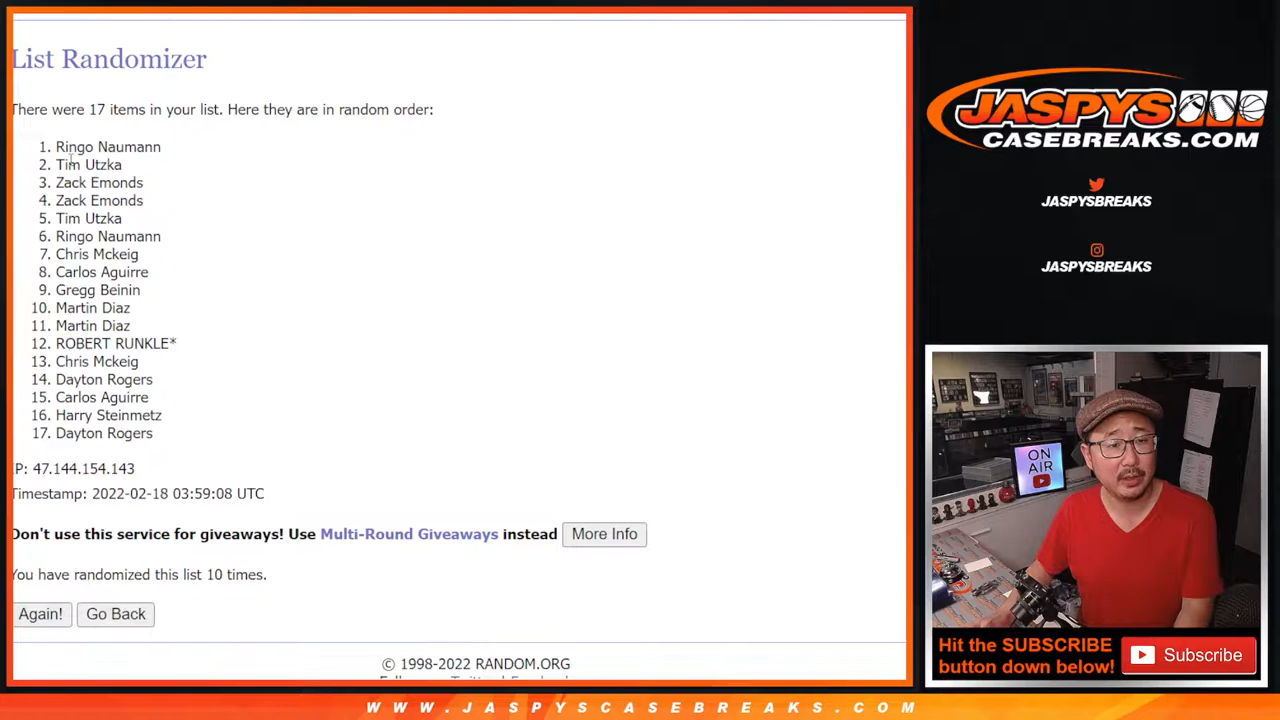 List Randomizer
There were 17 items in your list. Here they are in random order:
1. Ringo Naumann
2. Tim Utzka
3. Zack Emonds
4. Zack Emonds
5. Tim Utzka
6. Ringo Naumann
7. Chris Mckeig
8. Carlos Aguirre
9. Gregg Beinin
10. Martin Diaz
11. Martin Diaz
12. ROBERT RUNKLE*
13. Chris Mckeig
14. Dayton Rogers
15. Carlos Aguirre
16. Harry Steinmetz
17. Dayton Rogers
IP: 47.144.154.143
Timestamp: 2022-02-18 03:59:08 UTC
Don't use this service for giveaways! Use Multi-Round Giveaways instead More Info
You have randomized this list 10 times.
Again! Go Back
© 1998-2022 RANDOM.ORG
JASPYS
CASEBREAKS.COM
JASPYSBREAKS
JASPYSBREAKS
ON
AIR
Hit the SUBSCRIBE
button down below!
Subscribe
WWW.JASPYSCASEBREAKS.COM